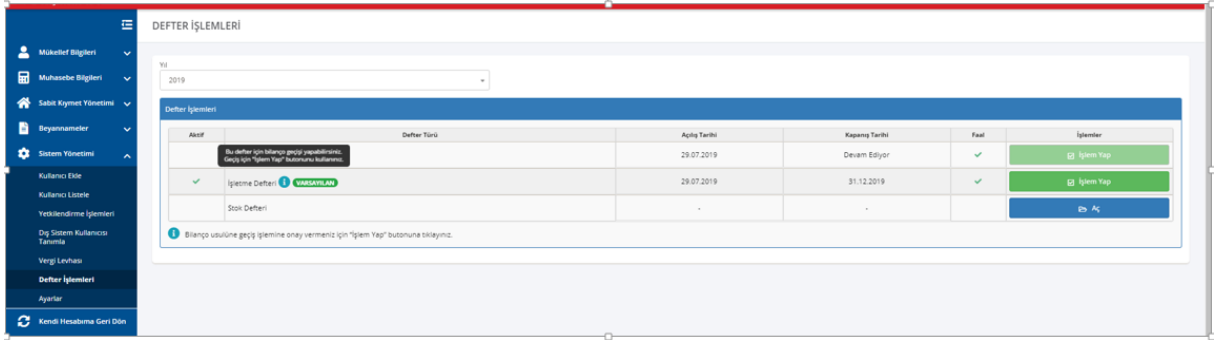 DEFTER İŞLEMLERİ
Mükellef Bilgileri
Muhasebe Bilgileri
Sabit Kıymet Yönetimi
Beyannameler
Sistem Yönetimi
Kullanıcı Ekle
Kullanıcı Listele
Yetkilendirme İşlemleri
Dış Sistem Kullanıcısı
Tanımla
Vergi Levhası
Defter İşlemleri
Ayarlar
Kendi Hesabıma Geri Dön
Yıl
2019
Defter İşlemleri
Aktif Defter Türü Açılış Tarihi Kapanış Tarihi Faal İşlemler
Bu defter için bilanço geçişi yapabilirsiniz.
Geçiş için "İşlem Yap" butonunu kullanınız.
29.07.2019 Devam Ediyor İşlem Yap
İşletme Defteri VARSAYILAN 29.07.2019 31.12.2019 İşlem Yap
Stok Defteri - - Aç
Bilanço usulüne geçiş işlemine onay vermeniz için "İşlem Yap" butonuna tıklayınız.